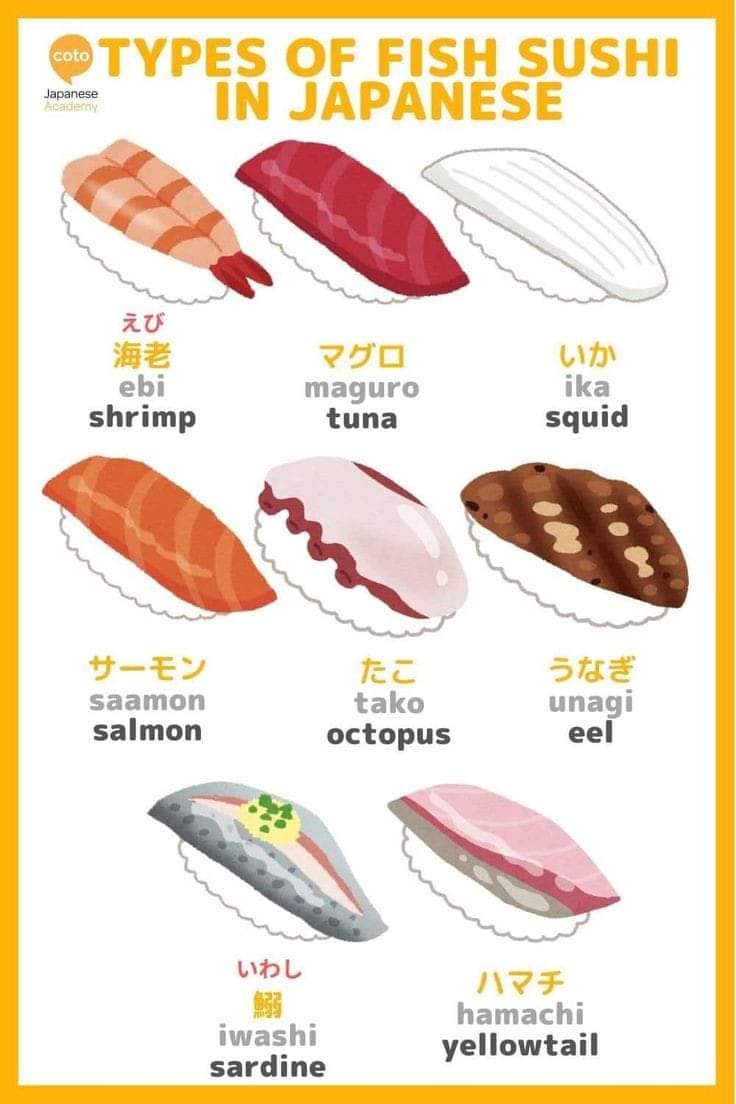 coto
Japanese
Academy
TYPES OF FISH SUSHI
IN JAPANESE
えび
海老
ebi
shrimp
マグロ
maguro
tuna
いか
ika
squid
サーモン
saamon
salmon
たこ
tako
octopus
うなぎ
unagi
eel
いわし
鰯
iwashi
sardine
ハマチ
hamachi
yellowtail